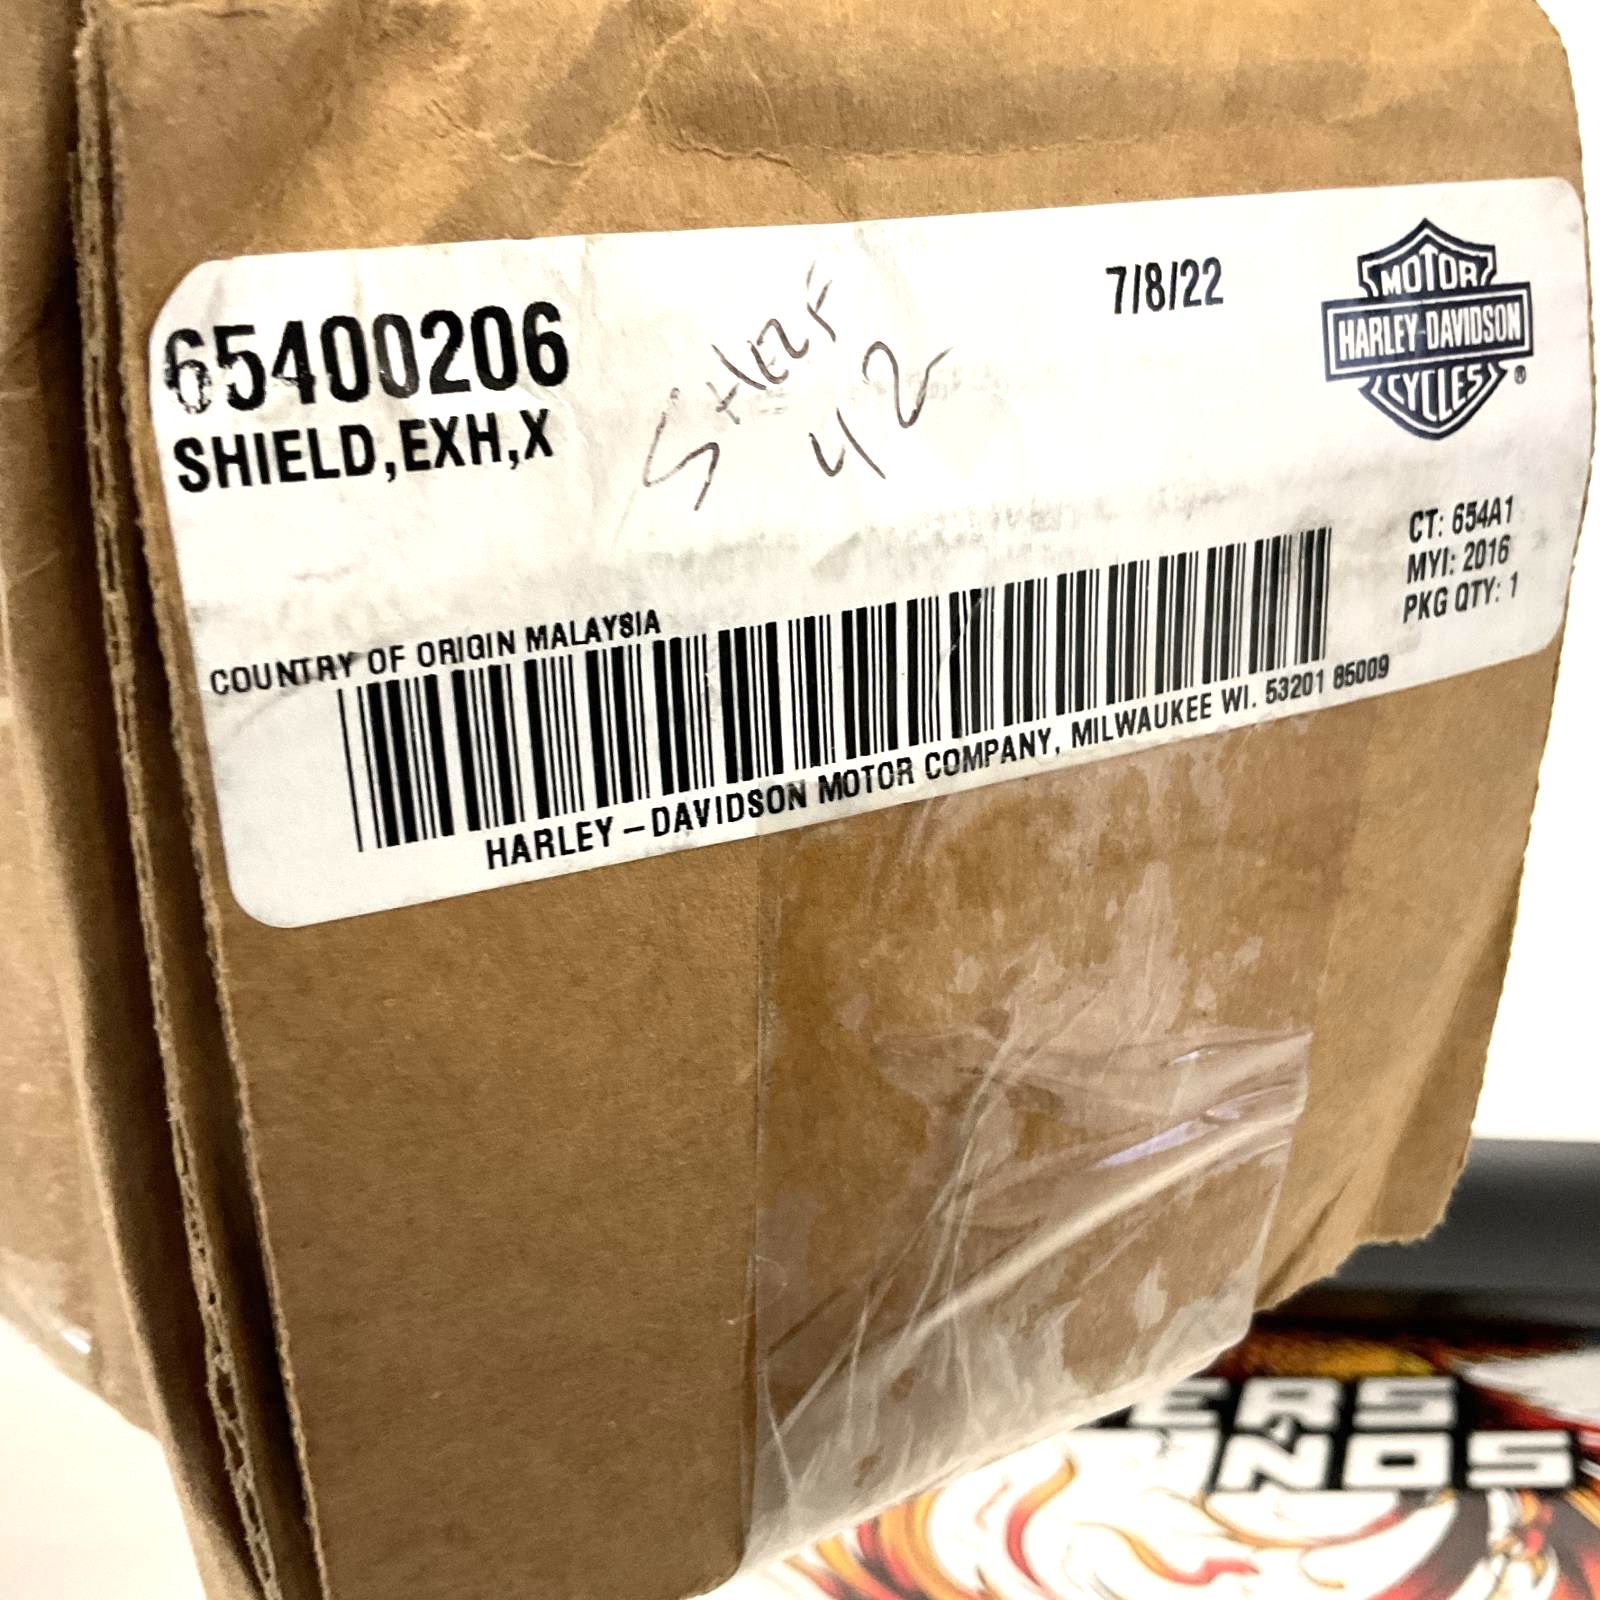 65400206
SHIELD,EXH,X
SHELF
42
7/8/22
MOTOR
HARLEY-DAVIDSON
CYCLES
®
CT: 654A1
MYI: 2016
PKG QTY: 1
COUNTRY OF ORIGIN MALAYSIA
HARLEY-DAVIDSON MOTOR COMPANY, MILWAUKEE WI. 53201 85009